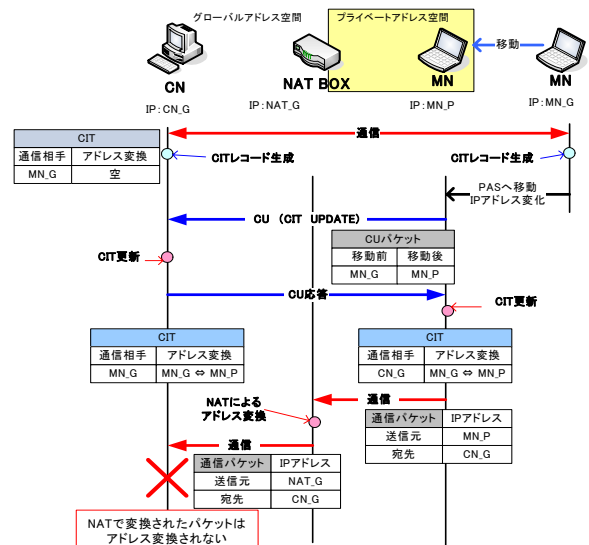 グローバルアドレス空間
プライベートアドレス空間
移動
CN
NAT BOX
MN
MN
IP:CN_G
IP:NAT_G
IP:MN_P
IP:MN_G
通信
CIT
通信相手 アドレス変換
MN_G 空
CITレコード生成
CITレコード生成
PASへ移動
IPアドレス変化
CU (CIT UPDATE)
CUパケット
移動前 移動後
MN_G MN_P
CIT更新
CU応答
CIT更新
CIT
通信相手 アドレス変換
MN_G MN_G ⇔ MN_P
CIT
通信相手 アドレス変換
CN_G MN_G ⇔ MN_P
NATによる
アドレス変換
通信
通信パケット IPアドレス
送信元 MN_P
宛先 CN_G
通信
通信パケット IPアドレス
送信元 NAT_G
宛先 CN_G
NATで変換されたパケットは
アドレス変換されない